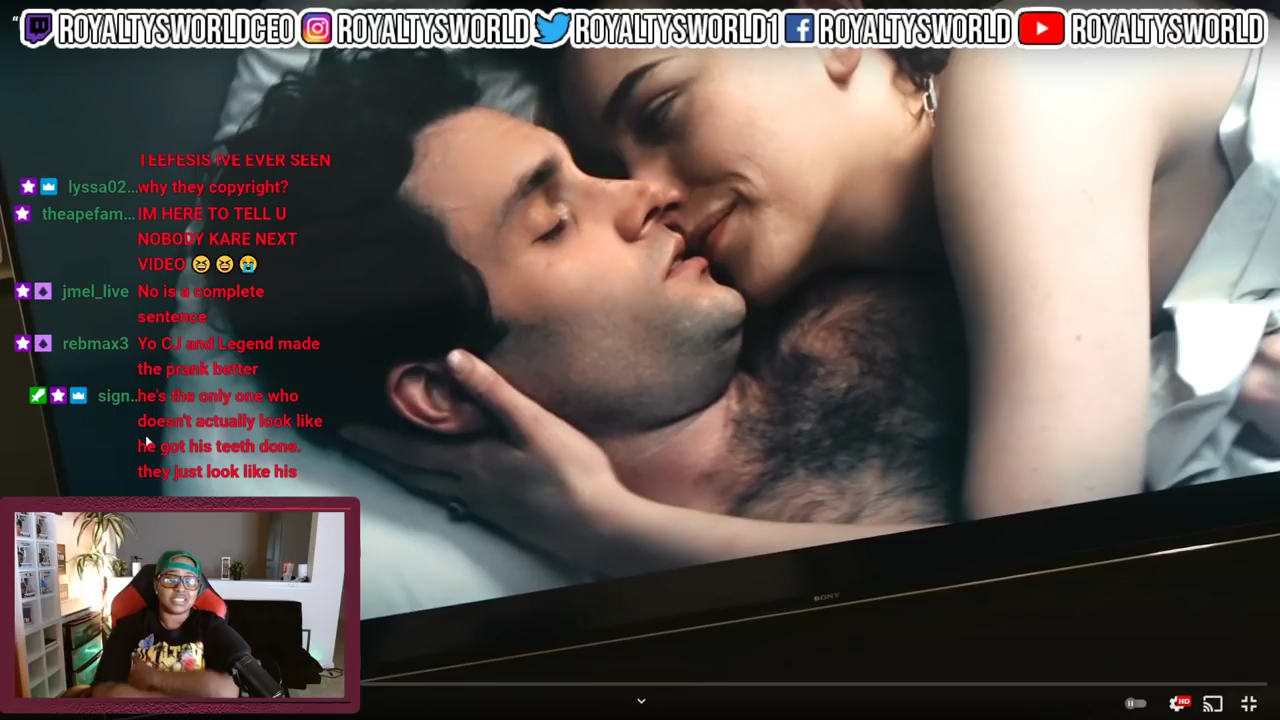 ROYALTYSWORLDCEO ROYALTYSWORLD ROYALTYSWORLD1 ROYALTYSWORLD ROYALTYSWORLD
TEEFESIS IVE EVER SEEN
lyssa02... why they copyright?
theapefam... IM HERE TO TELL U
NOBODY KARE NEXT
VIDEO 😆 😆 😭
jmel_live No is a complete
sentence
rebmax3 Yo CJ and Legend made
the prank better
sign... he's the only one who
doesn't actually look like
he got his teeth done.
they just look like his
SONY
HD